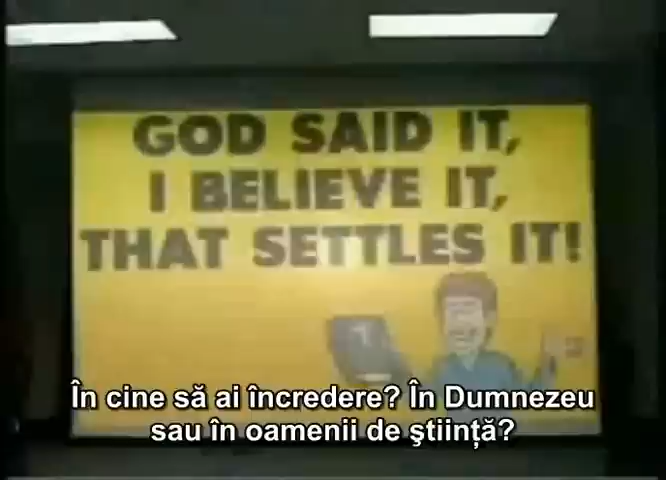 GOD SAID IT,
I BELIEVE IT,
THAT SETTLES IT!
În cine să ai încredere? În Dumnezeu
sau în oamenii de ştiinţă?